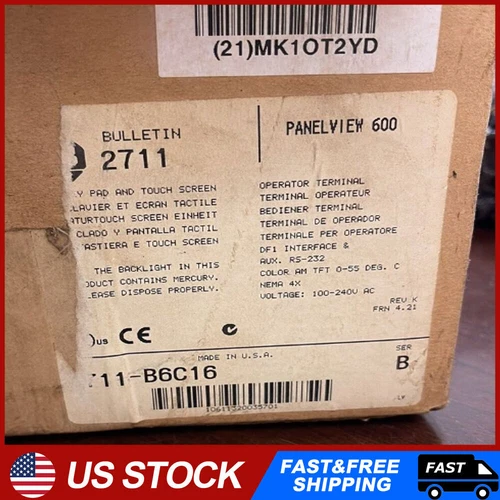 (21)MK1OT2YD
BULLETIN
2711
PANELVIEW 600
Y PAD AND TOUCH SCREEN
LAVIER ET ECRAN TACTILE
ATURTOUCH SCREEN EINHEIT
CLADO Y PANTALLA TACTIL
ASTIERA E TOUCH SCREEN
OPERATOR TERMINAL
TERMINAL OPERATEUR
BEDIENER TERMINAL
TERMINAL DE OPERADOR
TERMINALE PER OPERATORE
DF1 INTERFACE &
AUX. RS-232
COLOR AM TFT 0-55 DEG. C
NEMA 4X
VOLTAGE: 100-240V AC
THE BACKLIGHT IN THIS
ODUCT CONTAINS MERCURY.
LEASE DISPOSE PROPERLY.
REV K
FRN 4.21
us CE
MADE IN U.S.A.
711-B6C16
SER
B
10611920035701
LV
US STOCK
FAST&FREE
SHIPPING
FAST
Free